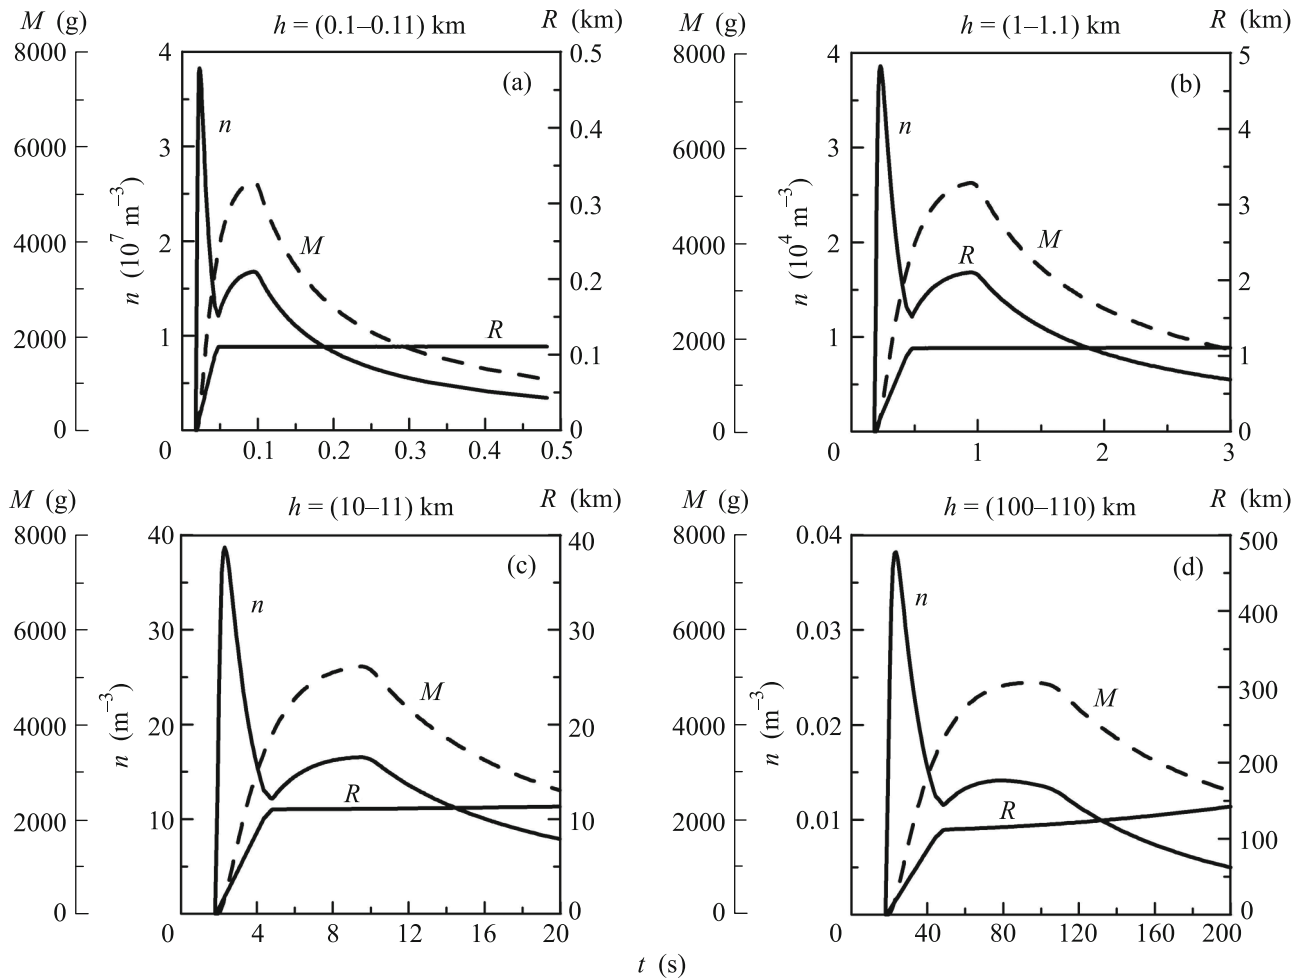 M (g) h = (0.1–0.11) km R (km)
8000 4 0.5
(a)
n
0.4
6000 3
n (10⁷ m⁻³)
0.3
4000 2 M
0.2
2000 1 R
0.1
0 0
0 0.1 0.2 0.3 0.4 0.5
M (g) h = (1–1.1) km R (km)
8000 4 5
(b)
n
4
6000 3
n (10⁴ m⁻³)
3
4000 2 R M
2
2000 1
1
0 0
0 1 2 3
M (g) h = (10–11) km R (km)
8000 40 40
(c)
n
6000 30 30
n (m⁻³)
M
4000 20 20
R
2000 10 10
0 0
0 4 8 12 16 20
M (g) h = (100–110) km R (km)
8000 0.04 500
(d)
n
400
6000 0.03
n (m⁻³)
M
300
4000 0.02
200
R
2000 0.01
100
0 0
0 40 80 120 160 200
t (s)